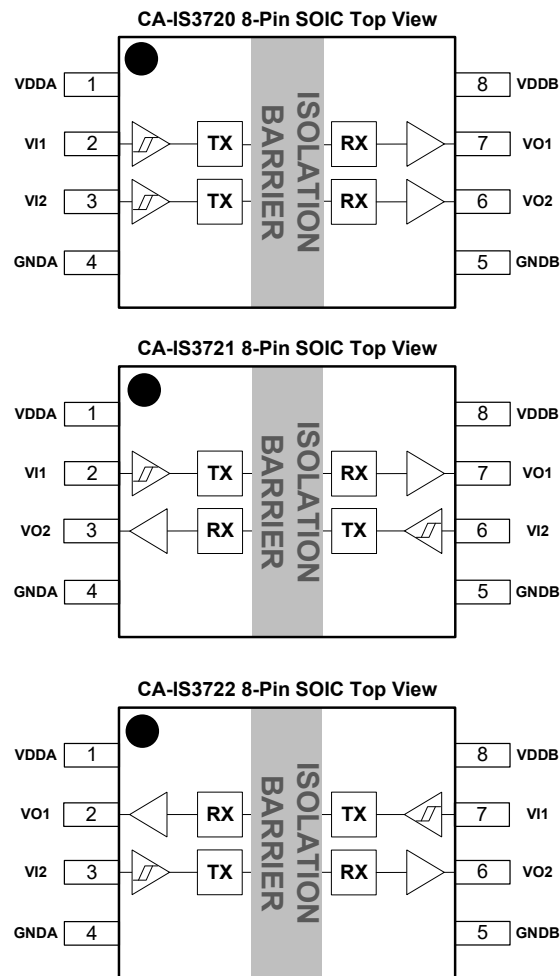 CA-IS3720 8-Pin SOIC Top View
VDDA 1 8 VDDB
VI1 2 TX RX 7 VO1
VI2 3 TX RX 6 VO2
GNDA 4 5 GNDB
ISOLATION
BARRIER
CA-IS3721 8-Pin SOIC Top View
VDDA 1 8 VDDB
VI1 2 TX RX 7 VO1
VO2 3 RX TX 6 VI2
GNDA 4 5 GNDB
ISOLATION
BARRIER
CA-IS3722 8-Pin SOIC Top View
VDDA 1 8 VDDB
VO1 2 RX TX 7 VI1
VI2 3 TX RX 6 VO2
GNDA 4 5 GNDB
ISOLATION
BARRIER